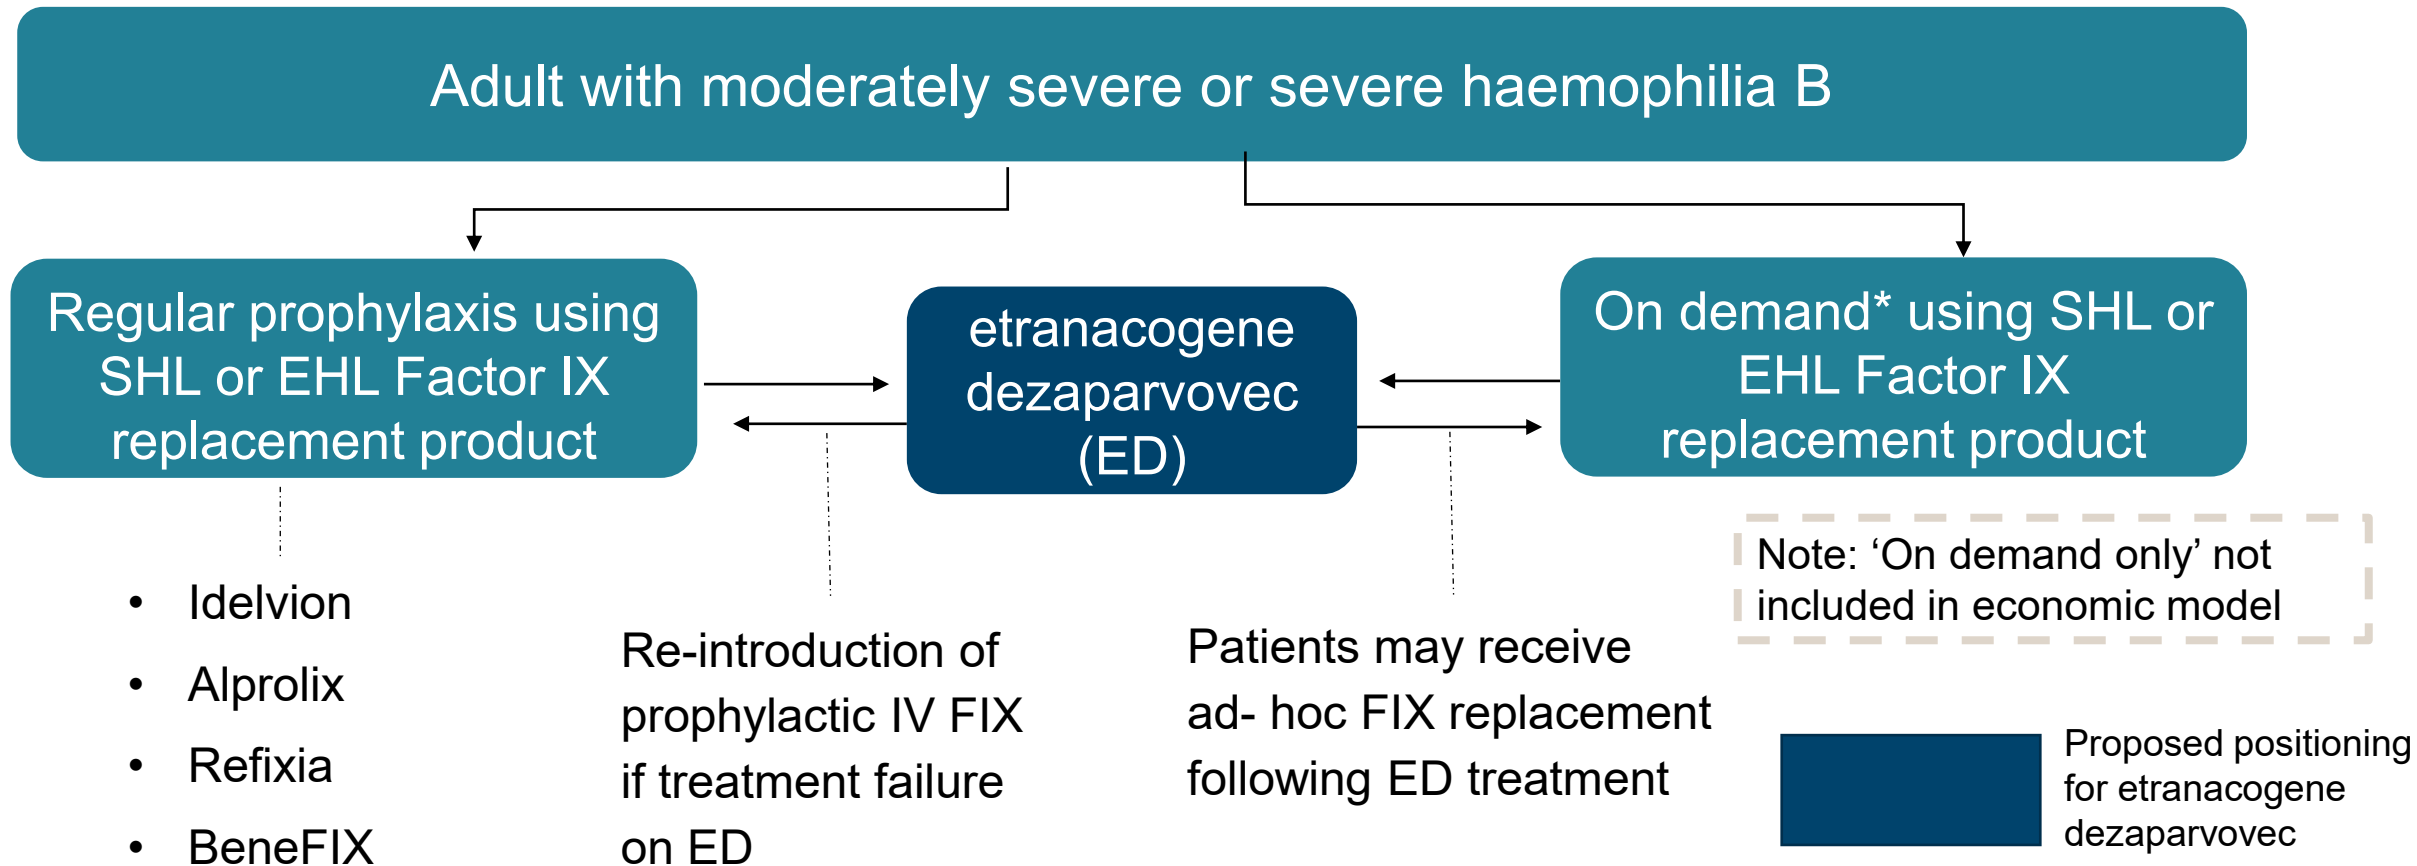 Adult with moderately severe or severe haemophilia B
Regular prophylaxis using
SHL or EHL Factor IX
replacement product
etranacogene
dezaparvovec
(ED)
On demand* using SHL or
EHL Factor IX
replacement product
• Idelvion
• Alprolix
• Refixia
• BeneFIX
Re-introduction of
prophylactic IV FIX
if treatment failure
on ED
Patients may receive
ad- hoc FIX replacement
following ED treatment
Note: ‘On demand only’ not
included in economic model
Proposed positioning
for etranacogene
dezaparvovec